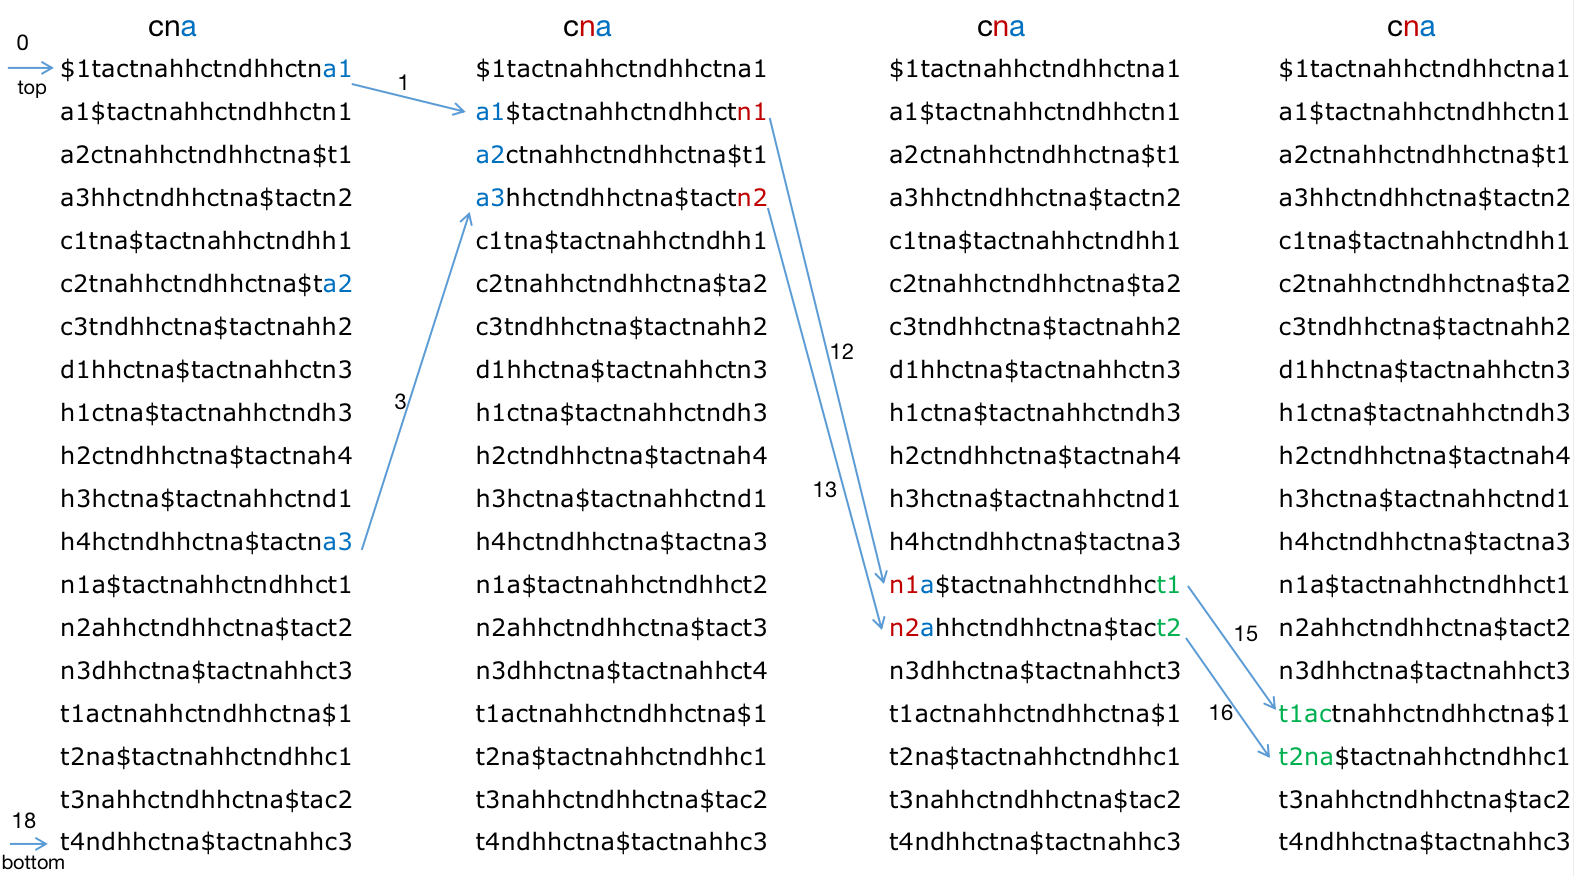 cna cna cna cna
0
$1tactnahhctndhhctna1 1 $1tactnahhctndhhctna1 $1tactnahhctndhhctna1 $1tactnahhctndhhctna1
top
a1$tactnahhctndhhctn1 a1$tactnahhctndhhctn1 a1$tactnahhctndhhctn1 a1$tactnahhctndhhctn1
a2ctnahhctndhhctna$t1 a2ctnahhctndhhctna$t1 a2ctnahhctndhhctna$t1 a2ctnahhctndhhctna$t1
a3hhctndhhctna$tactn2 a3hhctndhhctna$tactn2 a3hhctndhhctna$tactn2 a3hhctndhhctna$tactn2
c1tna$tactnahhctndhh1 c1tna$tactnahhctndhh1 c1tna$tactnahhctndhh1 c1tna$tactnahhctndhh1
c2tnahhctndhhctna$ta2 c2tnahhctndhhctna$ta2 c2tnahhctndhhctna$ta2 c2tnahhctndhhctna$ta2
c3tndhhctna$tactnahh2 c3tndhhctna$tactnahh2 c3tndhhctna$tactnahh2 c3tndhhctna$tactnahh2
12
d1hhctna$tactnahhctn3 d1hhctna$tactnahhctn3 d1hhctna$tactnahhctn3 d1hhctna$tactnahhctn3
3
h1ctna$tactnahhctndh3 h1ctna$tactnahhctndh3 h1ctna$tactnahhctndh3 h1ctna$tactnahhctndh3
h2ctndhhctna$tactnah4 h2ctndhhctna$tactnah4 h2ctndhhctna$tactnah4 h2ctndhhctna$tactnah4
13
h3hctna$tactnahhctnd1 h3hctna$tactnahhctnd1 h3hctna$tactnahhctnd1 h3hctna$tactnahhctnd1
h4hctndhhctna$tactna3 h4hctndhhctna$tactna3 h4hctndhhctna$tactna3 h4hctndhhctna$tactna3
n1a$tactnahhctndhhct1 n1a$tactnahhctndhhct2 n1a$tactnahhctndhhct1 n1a$tactnahhctndhhct1
n2ahhctndhhctna$tact2 n2ahhctndhhctna$tact3 n2ahhctndhhctna$tact2 15 n2ahhctndhhctna$tact2
n3dhhctna$tactnahhct3 n3dhhctna$tactnahhct4 n3dhhctna$tactnahhct3 n3dhhctna$tactnahhct3
t1actnahhctndhhctna$1 t1actnahhctndhhctna$1 t1actnahhctndhhctna$1 16 t1actnahhctndhhctna$1
t2na$tactnahhctndhhc1 t2na$tactnahhctndhhc1 t2na$tactnahhctndhhc1 t2na$tactnahhctndhhc1
t3nahhctndhhctna$tac2 t3nahhctndhhctna$tac2 t3nahhctndhhctna$tac2 t3nahhctndhhctna$tac2
18
t4ndhhctna$tactnahhc3 t4ndhhctna$tactnahhc3 t4ndhhctna$tactnahhc3 t4ndhhctna$tactnahhc3
bottom